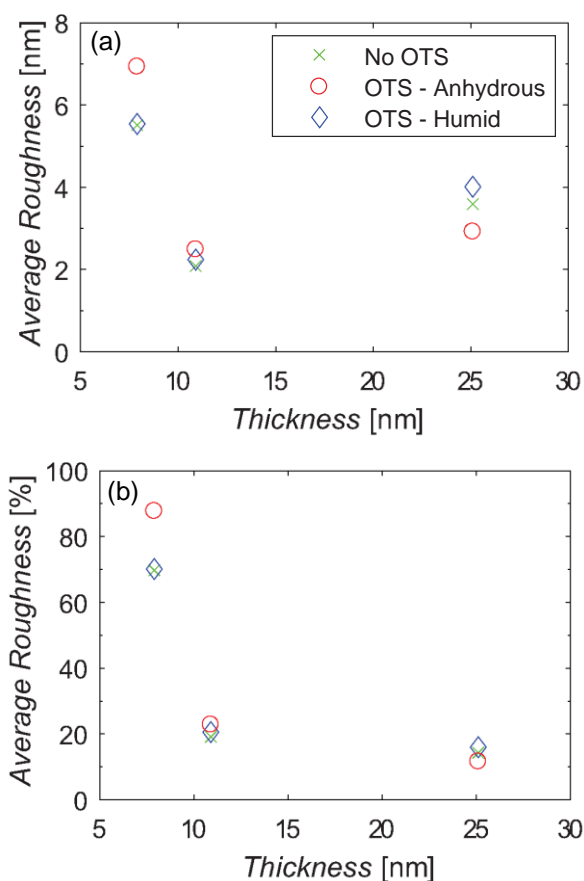 (a)
No OTS
OTS - Anhydrous
OTS - Humid
Average Roughness [nm]
8
6
4
2
0
5 10 15 20 25 30
Thickness [nm]
(b)
Average Roughness [%]
100
80
60
40
20
0
5 10 15 20 25 30
Thickness [nm]